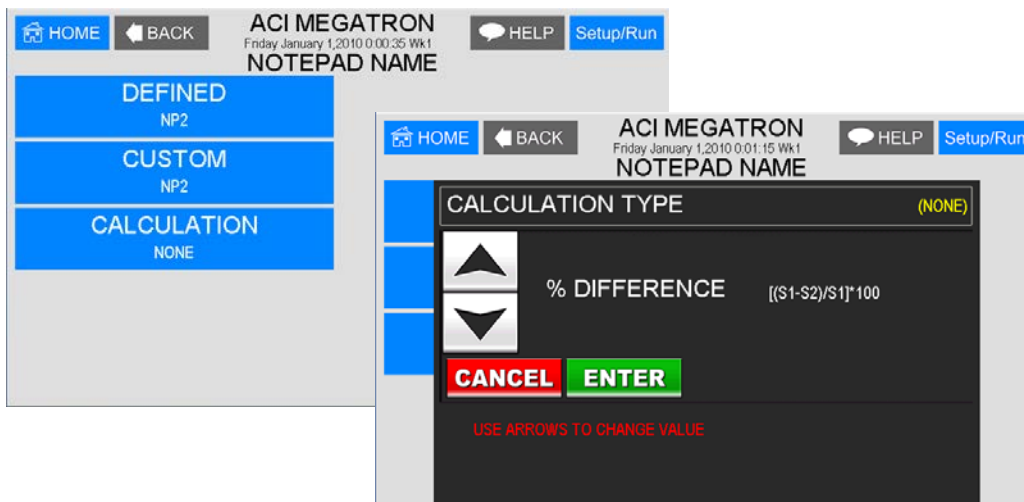 HOME
BACK
ACI MEGATRON
Friday January 1,2010 0:00:35 Wk1
NOTEPAD NAME
HELP
Setup/Run
DEFINED
NP2
CUSTOM
NP2
CALCULATION
NONE
HOME
BACK
ACI MEGATRON
Friday January 1,2010 0:01:15 Wk1
NOTEPAD NAME
HELP
Setup/Run
CALCULATION TYPE
(NONE)
% DIFFERENCE
[(S1-S2)/S1]*100
CANCEL
ENTER
USE ARROWS TO CHANGE VALUE